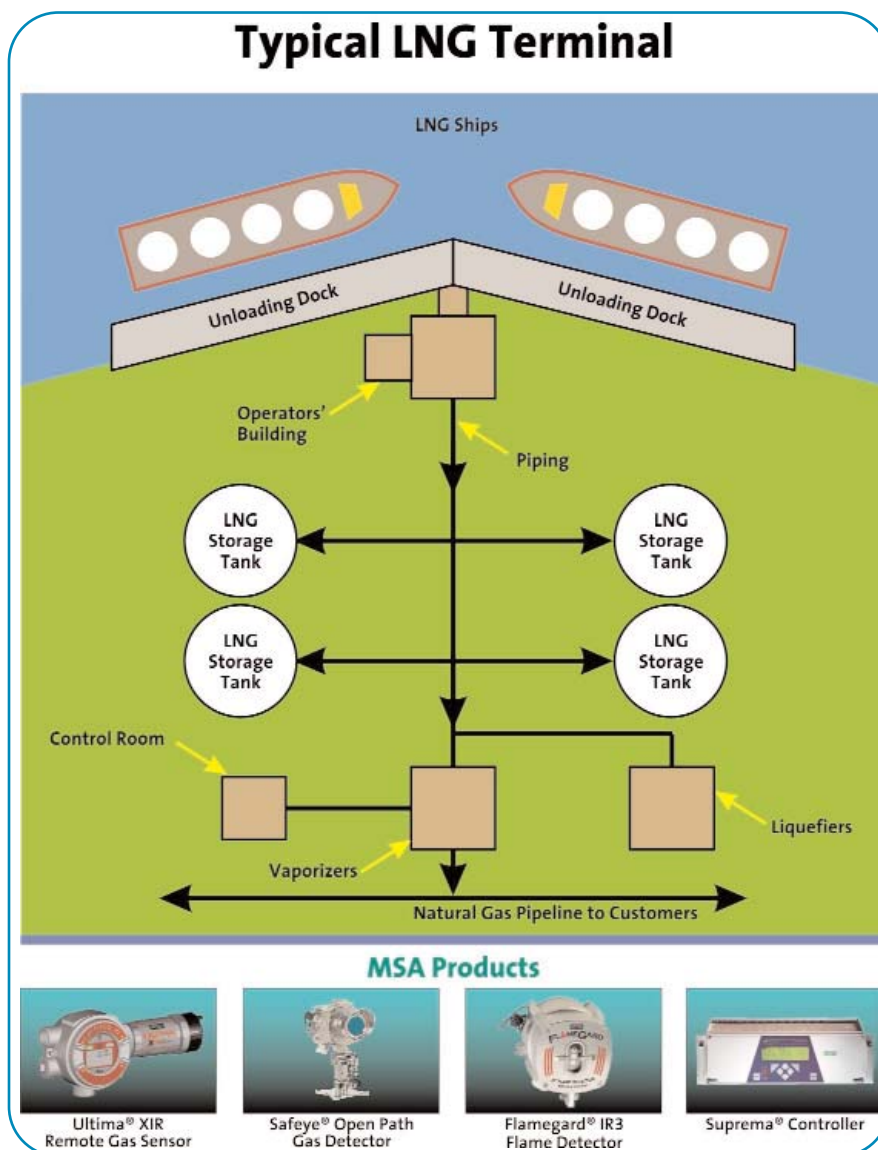 Typical LNG Terminal
LNG Ships
Unloading Dock
Unloading Dock
Operators'
Building
Piping
LNG
Storage
Tank
LNG
Storage
Tank
LNG
Storage
Tank
LNG
Storage
Tank
Control Room
Liquefiers
Vaporizers
Natural Gas Pipeline to Customers
MSA Products
FLAMEGARD
Ultima® XIR
Remote Gas Sensor
Safeye® Open Path
Gas Detector
Flamegard® IR3
Flame Detector
Suprema® Controller